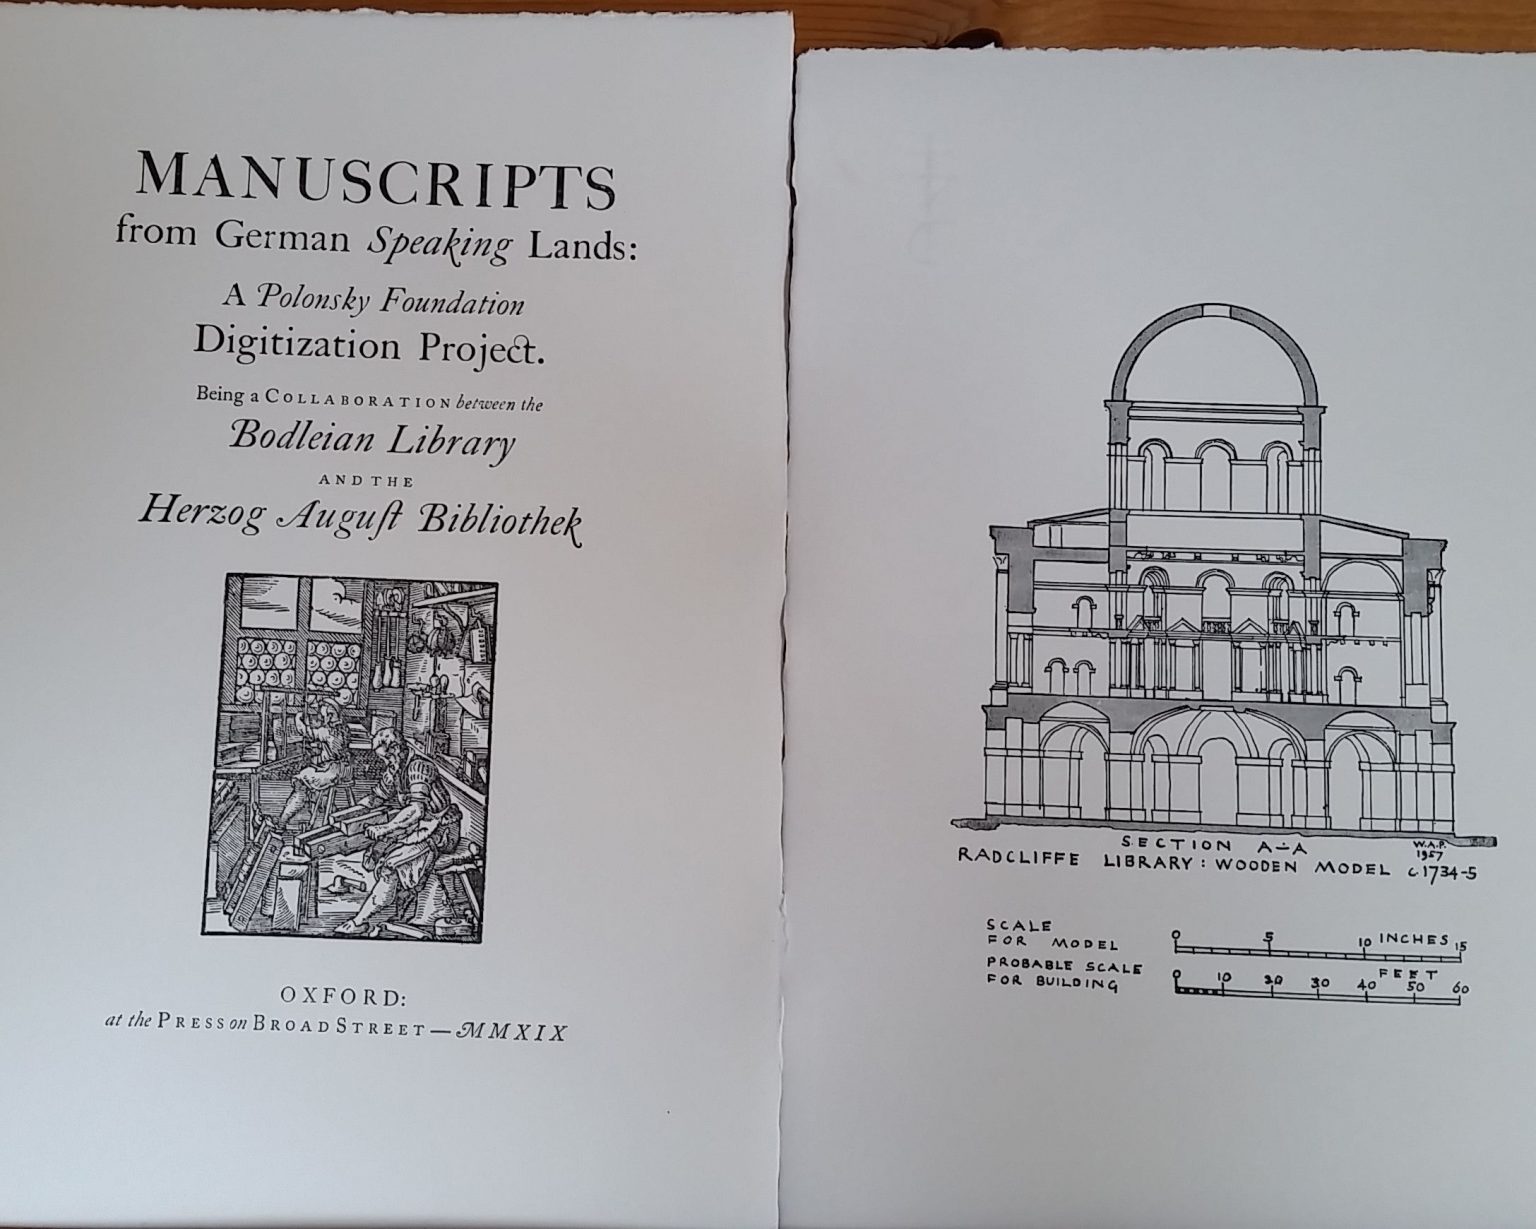 MANUSCRIPTS
from German Speaking Lands:
A Polonsky Foundation
Digitization Project.
Being a COLLABORATION between the
Bodleian Library
AND THE
Herzog Auguſt Bibliothek
OXFORD:
at the PRESS on BROAD STREET — MMXIX
SECTION A–A
W.A.P.
1957
RADCLIFFE LIBRARY: WOODEN MODEL c.1734-5
SCALE
FOR MODEL
0 5 10 INCHES 15
PROBABLE SCALE
FOR BUILDING
FEET
0 10 20 30 40 50 60